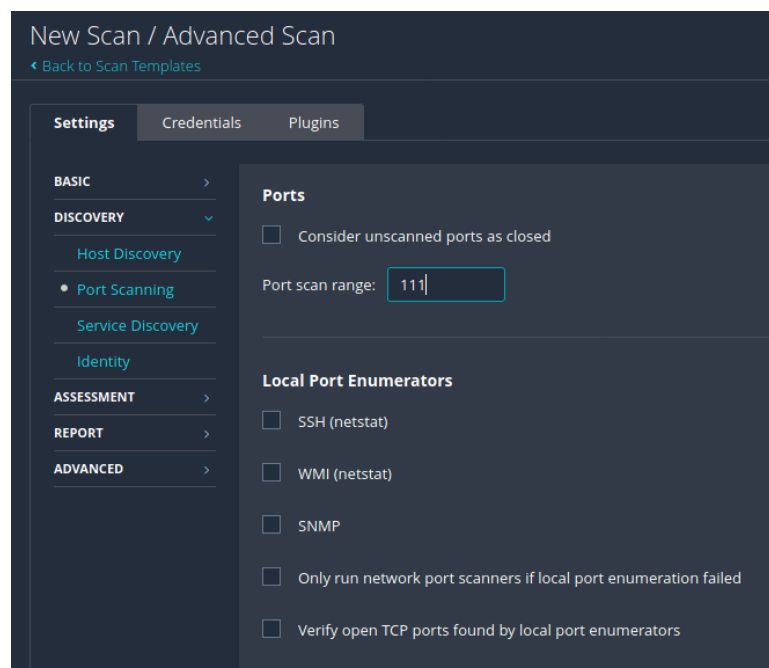 New Scan / Advanced Scan
Back to Scan Templates
Settings Credentials Plugins
BASIC
DISCOVERY
Host Discovery
Port Scanning
Service Discovery
Identity
ASSESSMENT
REPORT
ADVANCED
Ports
Consider unscanned ports as closed
Port scan range: 111
Local Port Enumerators
SSH (netstat)
WMI (netstat)
SNMP
Only run network port scanners if local port enumeration failed
Verify open TCP ports found by local port enumerators